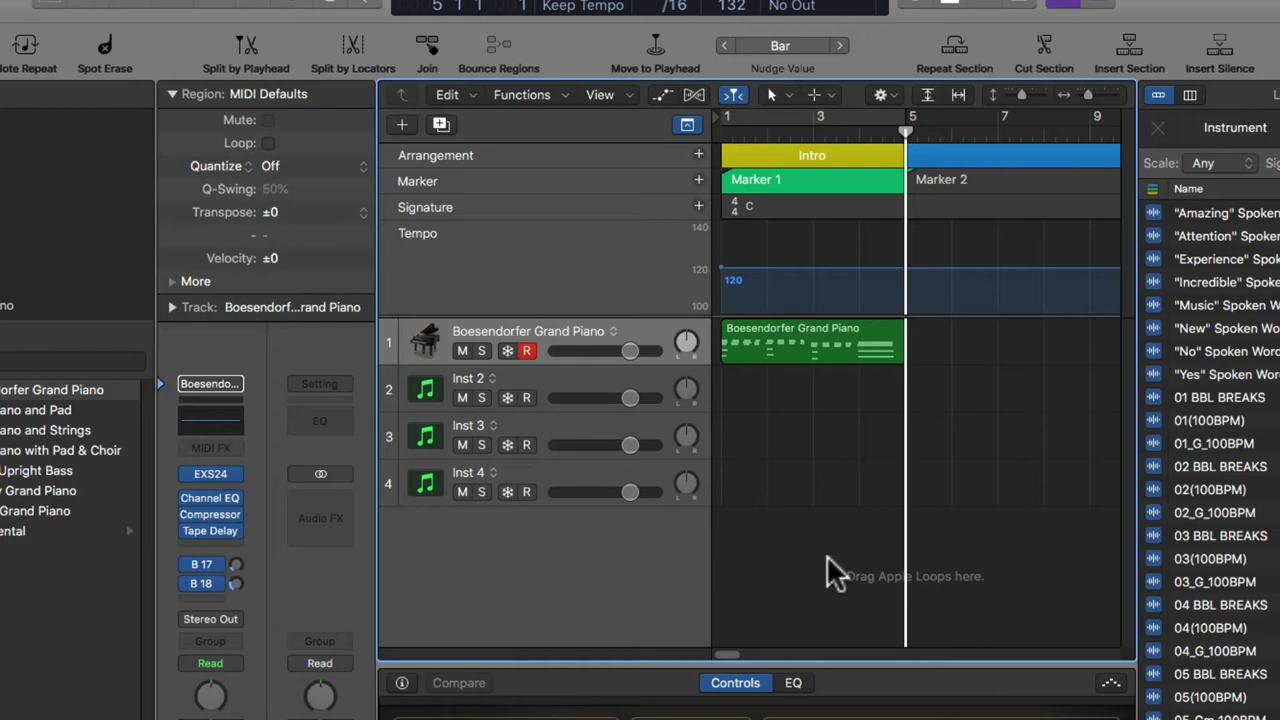 5 1 1 1 Keep Tempo /16 132 No Out
Note Repeat Spot Erase Split by Playhead Split by Locators Join Bounce Regions Move to Playhead Bar Nudge Value Repeat Section Cut Section Insert Section Insert Silence
Region: MIDI Defaults
Mute:
Loop:
Quantize Off
Q-Swing: 50%
Transpose: ±0
- -
Velocity: ±0
More
Track: Boesendorf...rand Piano
Edit Functions View
1 3 5 7 9
Arrangement
Intro
Marker
Marker 1 Marker 2
Signature
4
4 C
Tempo
140
120
100
120
1 Boesendorfer Grand Piano
M S R
L R
Boesendorfer Grand Piano
2 Inst 2
M S R
L R
3 Inst 3
M S R
L R
4 Inst 4
M S R
L R
Drag Apple Loops here.
dorfer Grand Piano
ano and Pad
ano and Strings
ano with Pad & Choir
Upright Bass
Grand Piano
Grand Piano
Boesendo...
MIDI FX
EXS24
Channel EQ
Compressor
Tape Delay
B 17
B 18
Stereo Out
Group
Read
Setting
EQ
Audio FX
Group
Read
Compare Controls EQ
Instrument
Scale: Any
Name
"Amazing" Spoken
"Attention" Spoken
"Experience" Spoken
"Incredible" Spoken
"Music" Spoken Word
"New" Spoken Word
"No" Spoken Word
"Yes" Spoken Word
01 BBL BREAKS
01(100BPM)
01_G_100BPM
02 BBL BREAKS
02(100BPM)
02_G_100BPM
03 BBL BREAKS
03(100BPM)
03_G_100BPM
04 BBL BREAKS
04(100BPM)
04_G_100BPM
05 BBL BREAKS
05(100BPM)